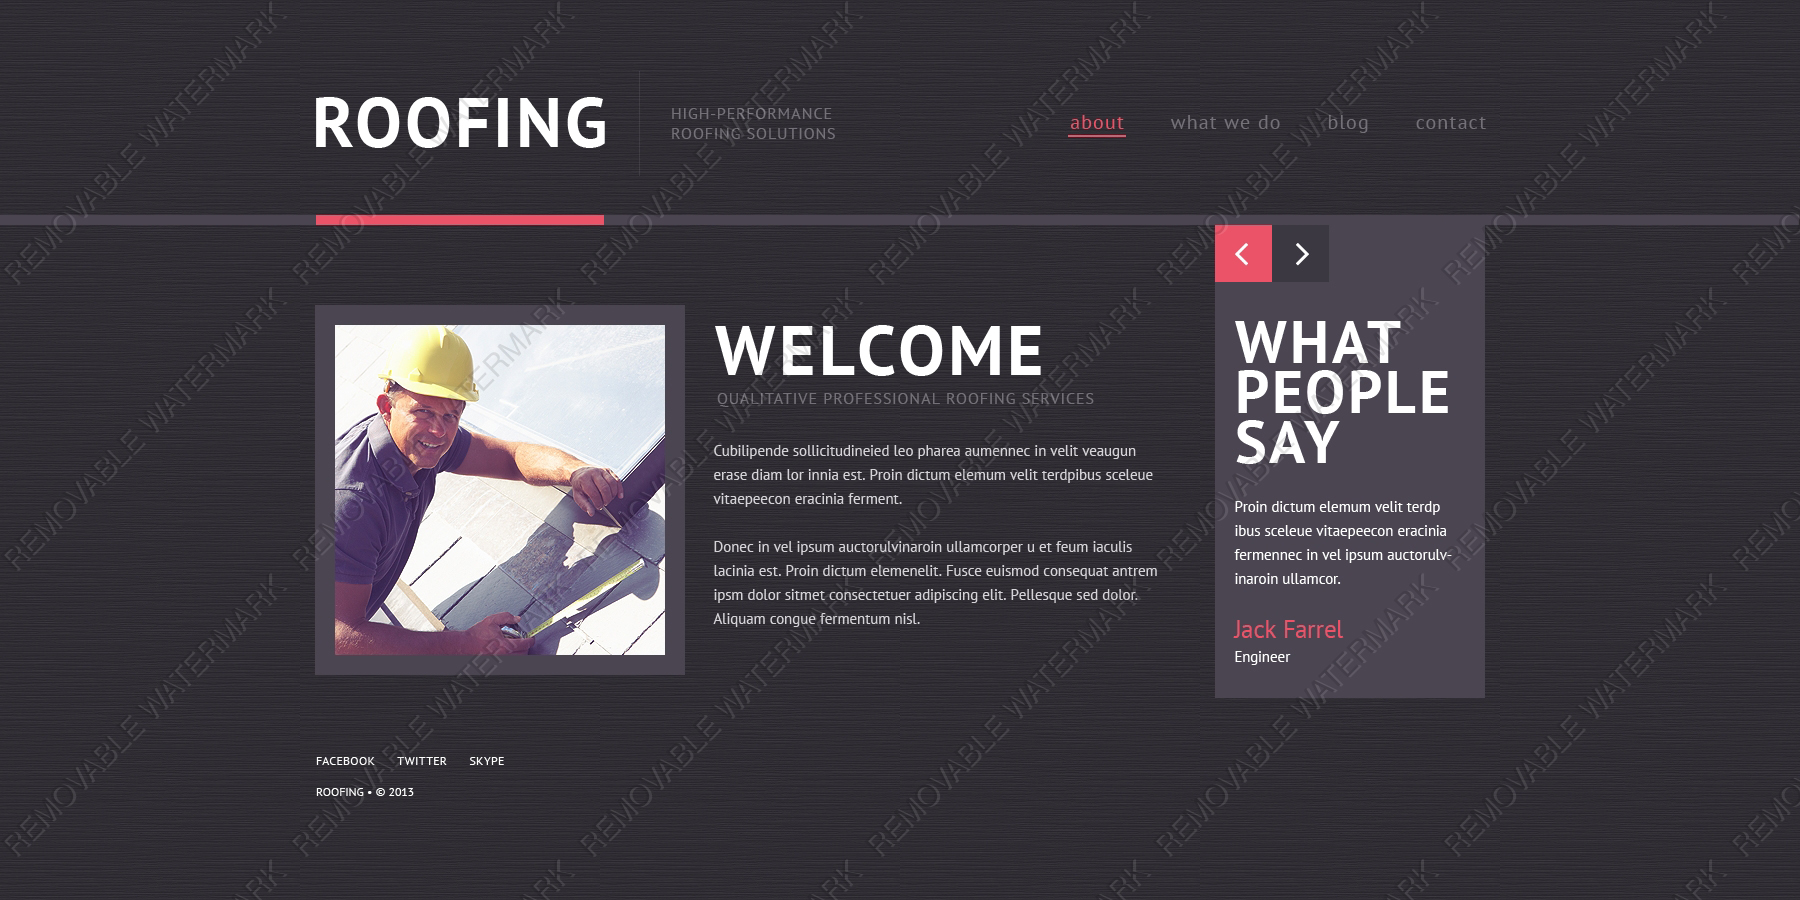 ROOFING
HIGH-PERFORMANCE
ROOFING SOLUTIONS
about
what we do
blog
contact
WELCOME
QUALITATIVE PROFESSIONAL ROOFING SERVICES
Cubilipende sollicitudineied leo pharea aumennec in velit veaugun
erase diam lor innia est. Proin dictum elemum velit terdpibus sceleue
vitaepeecon eracinia ferment.
Donec in vel ipsum auctorulvinaroin ullamcorper u et feum iaculis
lacinia est. Proin dictum elemenelit. Fusce euismod consequat antrem
ipsm dolor sitmet consectetuer adipiscing elit. Pellesque sed dolor.
Aliquam congue fermentum nisl.
WHAT
PEOPLE
SAY
Proin dictum elemum velit terdp
ibus sceleue vitaepeecon eracinia
fermennec in vel ipsum auctorulv-
inaroin ullamcor.
Jack Farrel
Engineer
FACEBOOK
TWITTER
SKYPE
ROOFING • © 2013
REMOVABLE WATERMARK